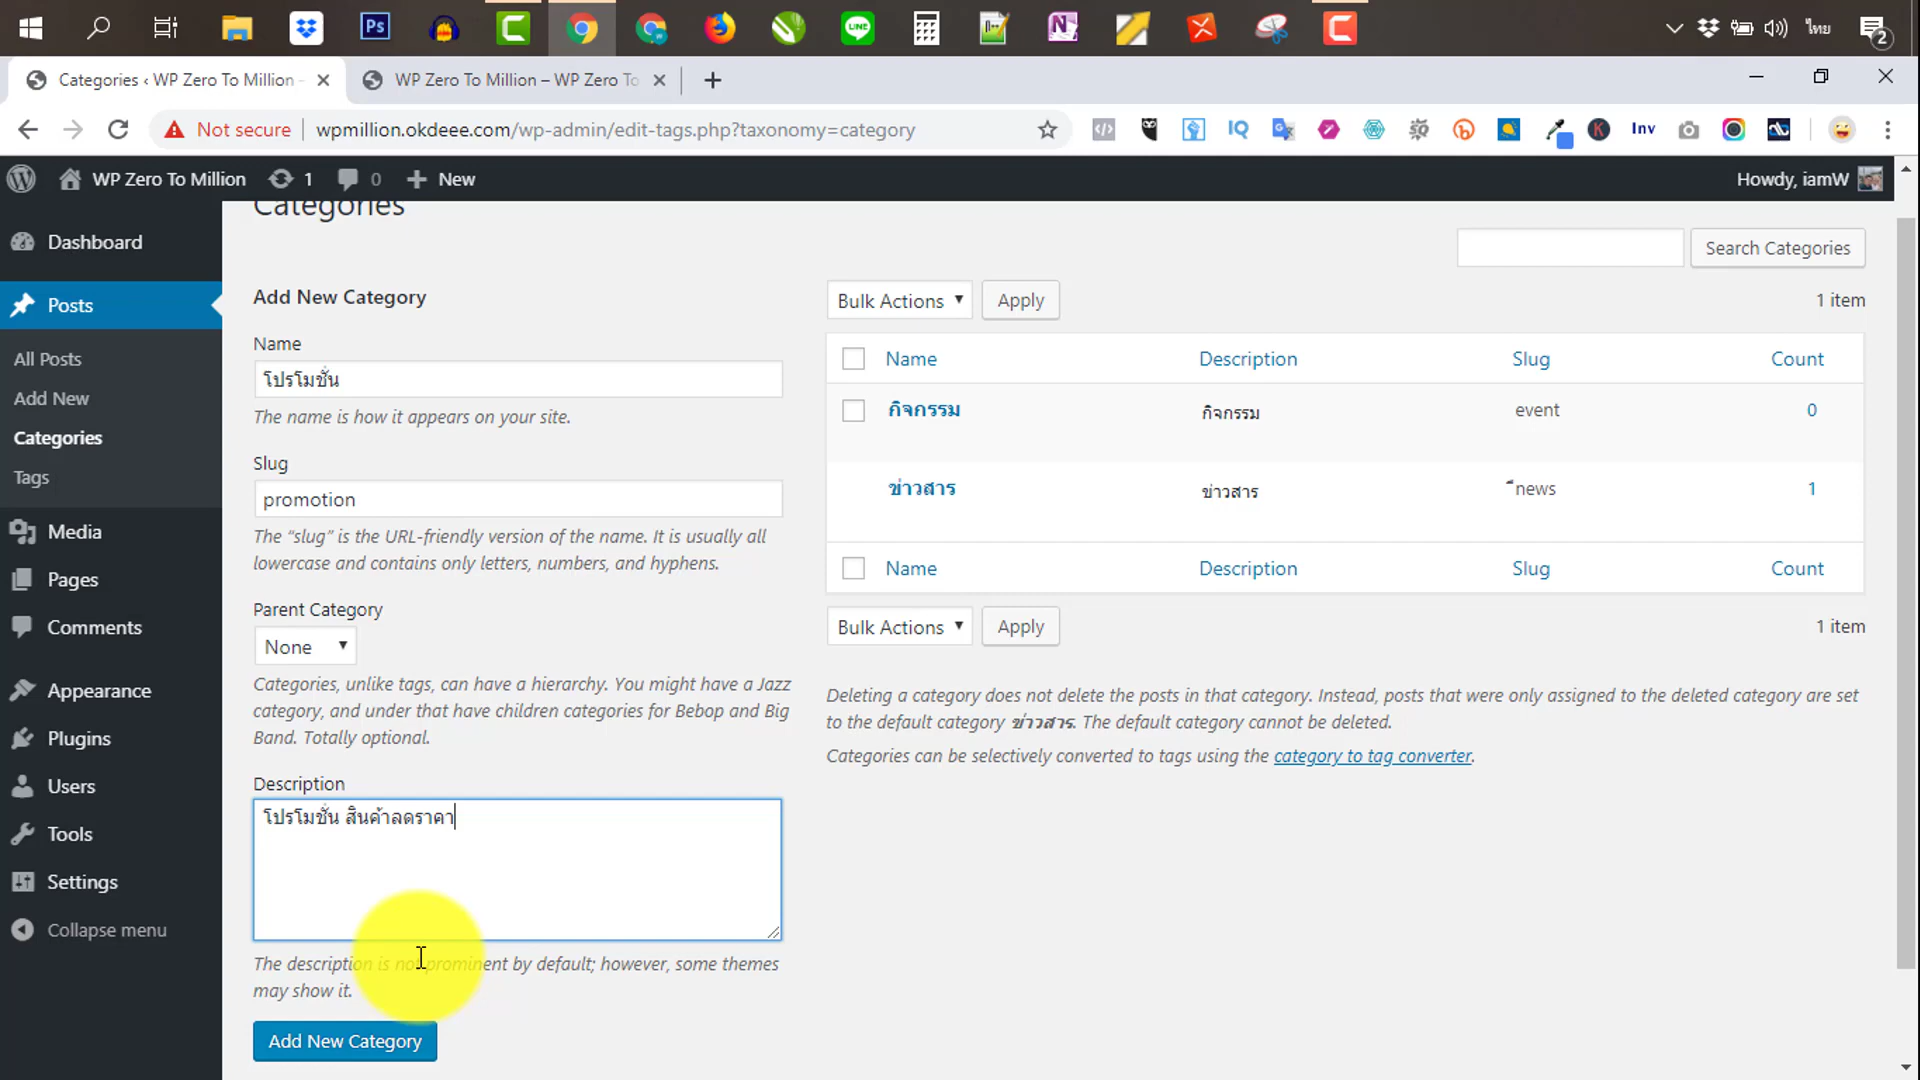 Ps
LINE
N
ไทย
2
Categories ‹ WP Zero To Million -
WP Zero To Million – WP Zero To
Not secure
wpmillion.okdeee.com/wp-admin/edit-tags.php?taxonomy=category
IQ
K
Inv
WP Zero To Million
1
0
New
Howdy, iamW
Dashboard
Posts
All Posts
Add New
Categories
Tags
Media
Pages
Comments
Appearance
Plugins
Users
Tools
Settings
Collapse menu
Categories
Search Categories
Add New Category
Name
โปรโมชั่น
The name is how it appears on your site.
Slug
promotion
The “slug” is the URL-friendly version of the name. It is usually all
lowercase and contains only letters, numbers, and hyphens.
Parent Category
None
Categories, unlike tags, can have a hierarchy. You might have a Jazz
category, and under that have children categories for Bebop and Big
Band. Totally optional.
Description
โปรโมชั่น สินค้าลดราคา
The description is not prominent by default; however, some themes
may show it.
Add New Category
Bulk Actions
Apply
1 item
Name Description Slug Count
กิจกรรม กิจกรรม event 0
ข่าวสาร ข่าวสาร ็news 1
Name Description Slug Count
Bulk Actions
Apply
1 item
Deleting a category does not delete the posts in that category. Instead, posts that were only assigned to the deleted category are set
to the default category ข่าวสาร. The default category cannot be deleted.
Categories can be selectively converted to tags using the category to tag converter.